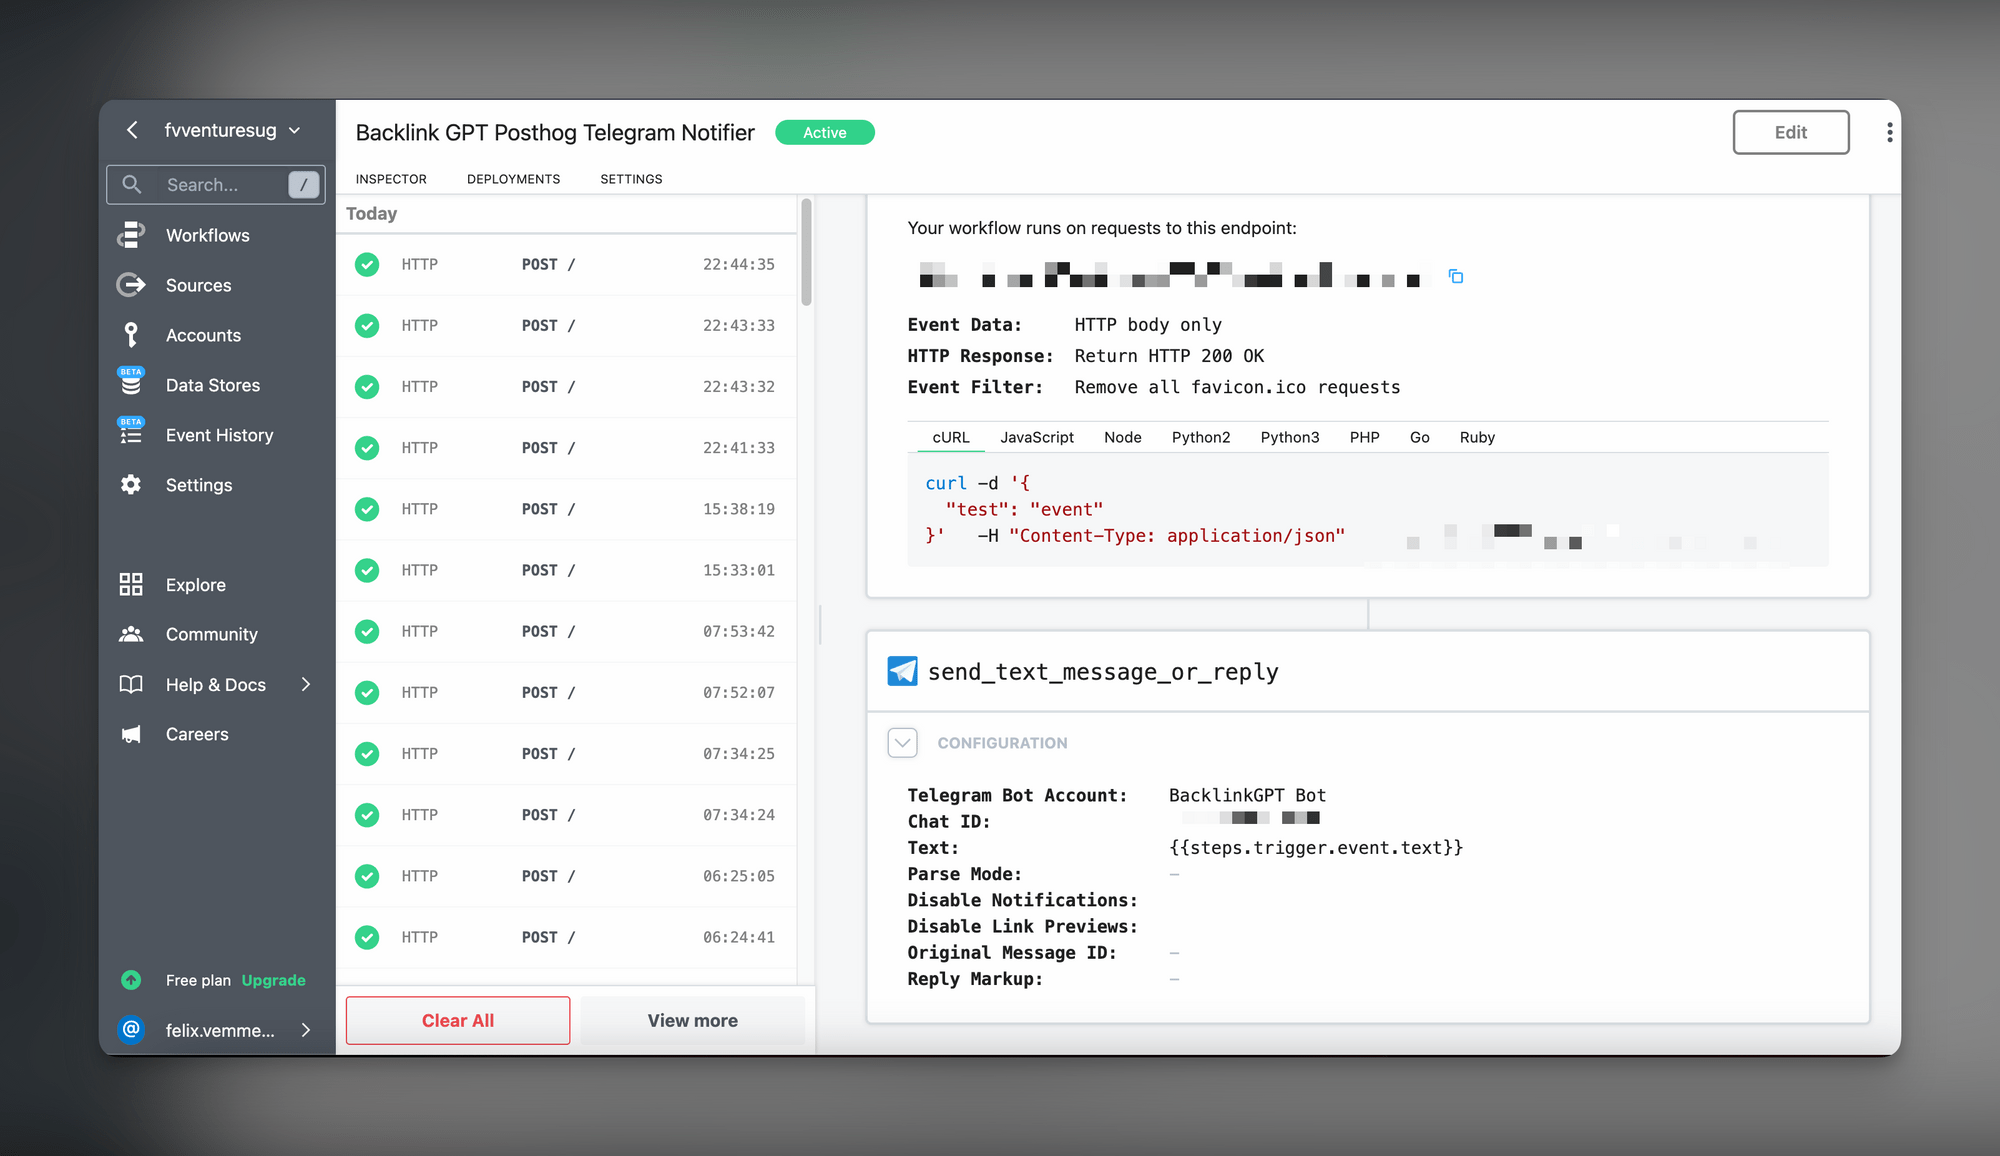 fvventuresug
Search...
/
Workflows
Sources
Accounts
BETA
Data Stores
BETA
Event History
Settings
Explore
Community
Help & Docs
Careers
Free plan Upgrade
@ felix.vemme...
Backlink GPT Posthog Telegram Notifier
Active
Edit
INSPECTOR DEPLOYMENTS SETTINGS
Today
HTTP POST / 22:44:35
HTTP POST / 22:43:33
HTTP POST / 22:43:32
HTTP POST / 22:41:33
HTTP POST / 15:38:19
HTTP POST / 15:33:01
HTTP POST / 07:53:42
HTTP POST / 07:52:07
HTTP POST / 07:34:25
HTTP POST / 07:34:24
HTTP POST / 06:25:05
HTTP POST / 06:24:41
Clear All
View more
Your workflow runs on requests to this endpoint:
Event Data: HTTP body only
HTTP Response: Return HTTP 200 OK
Event Filter: Remove all favicon.ico requests
cURL JavaScript Node Python2 Python3 PHP Go Ruby
curl -d '{
"test": "event"
}' -H "Content-Type: application/json"
send_text_message_or_reply
CONFIGURATION
Telegram Bot Account: BacklinkGPT Bot
Chat ID:
Text: {{steps.trigger.event.text}}
Parse Mode: –
Disable Notifications:
Disable Link Previews:
Original Message ID: –
Reply Markup: –